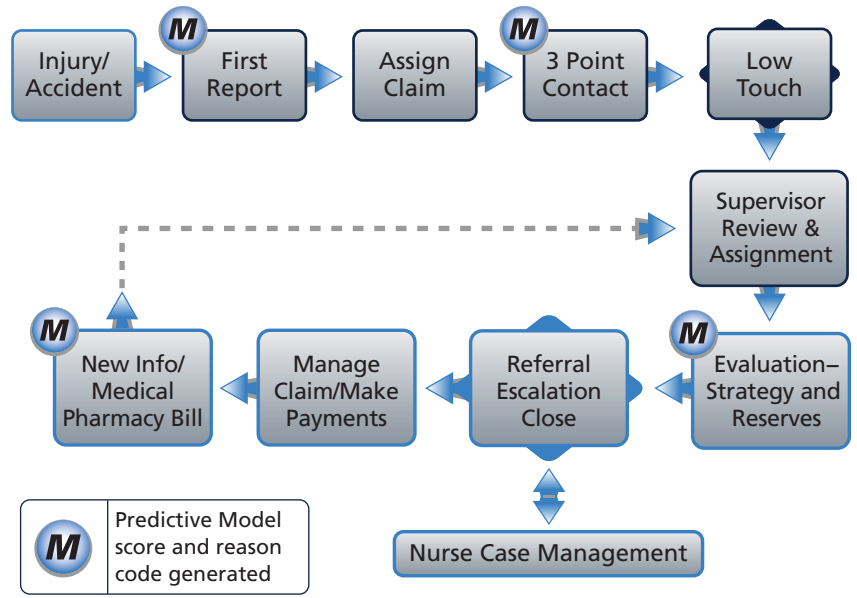 Injury/
Accident
M
First
Report
Assign
Claim
M
3 Point
Contact
Low
Touch
Supervisor
Review &
Assignment
M
Evaluation–
Strategy and
Reserves
Referral
Escalation
Close
Manage
Claim/Make
Payments
M
New Info/
Medical
Pharmacy Bill
Nurse Case Management
M
Predictive Model
score and reason
code generated